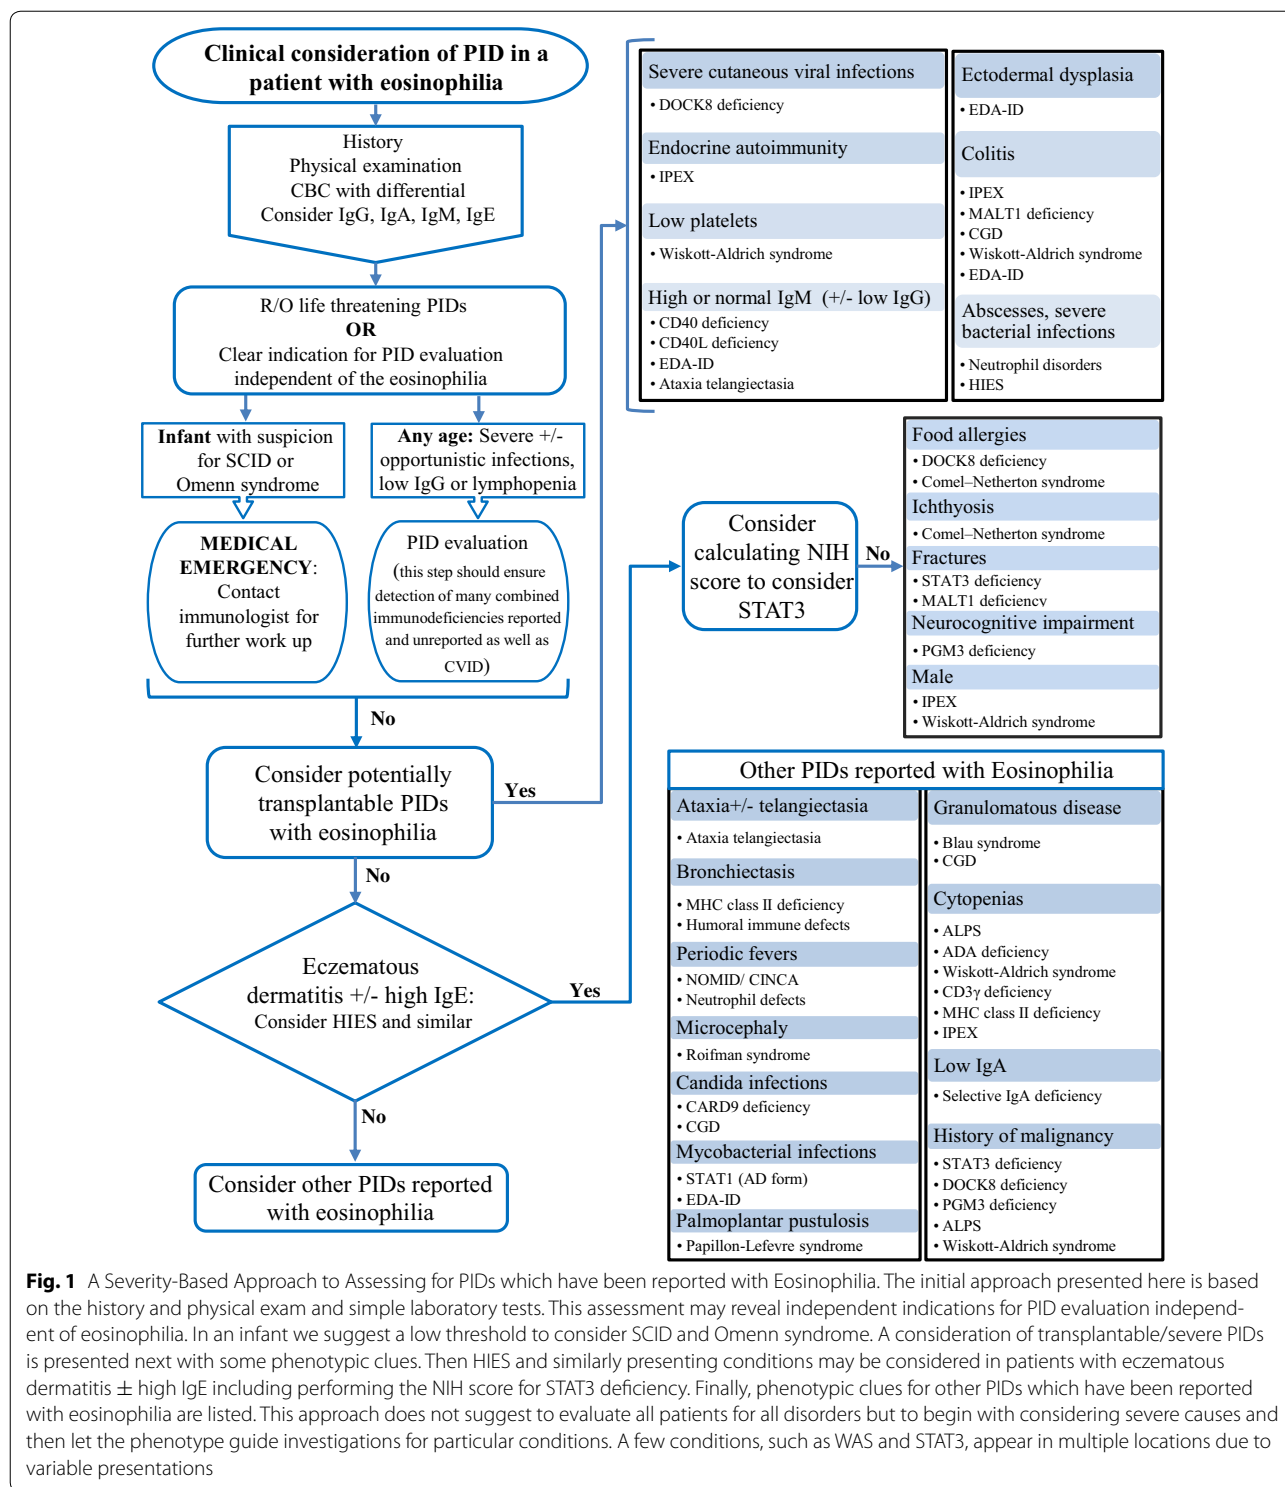 Clinical consideration of PID in a
patient with eosinophilia
History
Physical examination
CBC with differential
Consider IgG, IgA, IgM, IgE
R/O life threatening PIDs
OR
Clear indication for PID evaluation
independent of the eosinophilia
Infant with suspicion
for SCID or
Omenn syndrome
Any age: Severe +/-
opportunistic infections,
low IgG or lymphopenia
MEDICAL
EMERGENCY:
Contact
immunologist for
further work up
PID evaluation
(this step should ensure
detection of many combined
immunodeficiencies reported
and unreported as well as
CVID)
No
Consider potentially
transplantable PIDs
with eosinophilia
Yes
No
Eczematous
dermatitis +/- high IgE:
Consider HIES and similar
Yes
No
Consider other PIDs reported
with eosinophilia
Severe cutaneous viral infections
• DOCK8 deficiency
Endocrine autoimmunity
• IPEX
Low platelets
• Wiskott-Aldrich syndrome
High or normal IgM (+/- low IgG)
• CD40 deficiency
• CD40L deficiency
• EDA-ID
• Ataxia telangiectasia
Ectodermal dysplasia
• EDA-ID
Colitis
• IPEX
• MALT1 deficiency
• CGD
• Wiskott-Aldrich syndrome
• EDA-ID
Abscesses, severe
bacterial infections
• Neutrophil disorders
• HIES
Consider
calculating NIH
score to consider
STAT3
No
Food allergies
• DOCK8 deficiency
• Comel–Netherton syndrome
Ichthyosis
• Comel–Netherton syndrome
Fractures
• STAT3 deficiency
• MALT1 deficiency
Neurocognitive impairment
• PGM3 deficiency
Male
• IPEX
• Wiskott-Aldrich syndrome
Other PIDs reported with Eosinophilia
Ataxia+/- telangiectasia
• Ataxia telangiectasia
Bronchiectasis
• MHC class II deficiency
• Humoral immune defects
Periodic fevers
• NOMID/ CINCA
• Neutrophil defects
Microcephaly
• Roifman syndrome
Candida infections
• CARD9 deficiency
• CGD
Mycobacterial infections
• STAT1 (AD form)
• EDA-ID
Palmoplantar pustulosis
• Papillon-Lefevre syndrome
Granulomatous disease
• Blau syndrome
• CGD
Cytopenias
• ALPS
• ADA deficiency
• Wiskott-Aldrich syndrome
• CD3γ deficiency
• MHC class II deficiency
• IPEX
Low IgA
• Selective IgA deficiency
History of malignancy
• STAT3 deficiency
• DOCK8 deficiency
• PGM3 deficiency
• ALPS
• Wiskott-Aldrich syndrome
Fig. 1 A Severity-Based Approach to Assessing for PIDs which have been reported with Eosinophilia. The initial approach presented here is based
on the history and physical exam and simple laboratory tests. This assessment may reveal independent indications for PID evaluation independ-
ent of eosinophilia. In an infant we suggest a low threshold to consider SCID and Omenn syndrome. A consideration of transplantable/severe PIDs
is presented next with some phenotypic clues. Then HIES and similarly presenting conditions may be considered in patients with eczematous
dermatitis ± high IgE including performing the NIH score for STAT3 deficiency. Finally, phenotypic clues for other PIDs which have been reported
with eosinophilia are listed. This approach does not suggest to evaluate all patients for all disorders but to begin with considering severe causes and
then let the phenotype guide investigations for particular conditions. A few conditions, such as WAS and STAT3, appear in multiple locations due to
variable presentations